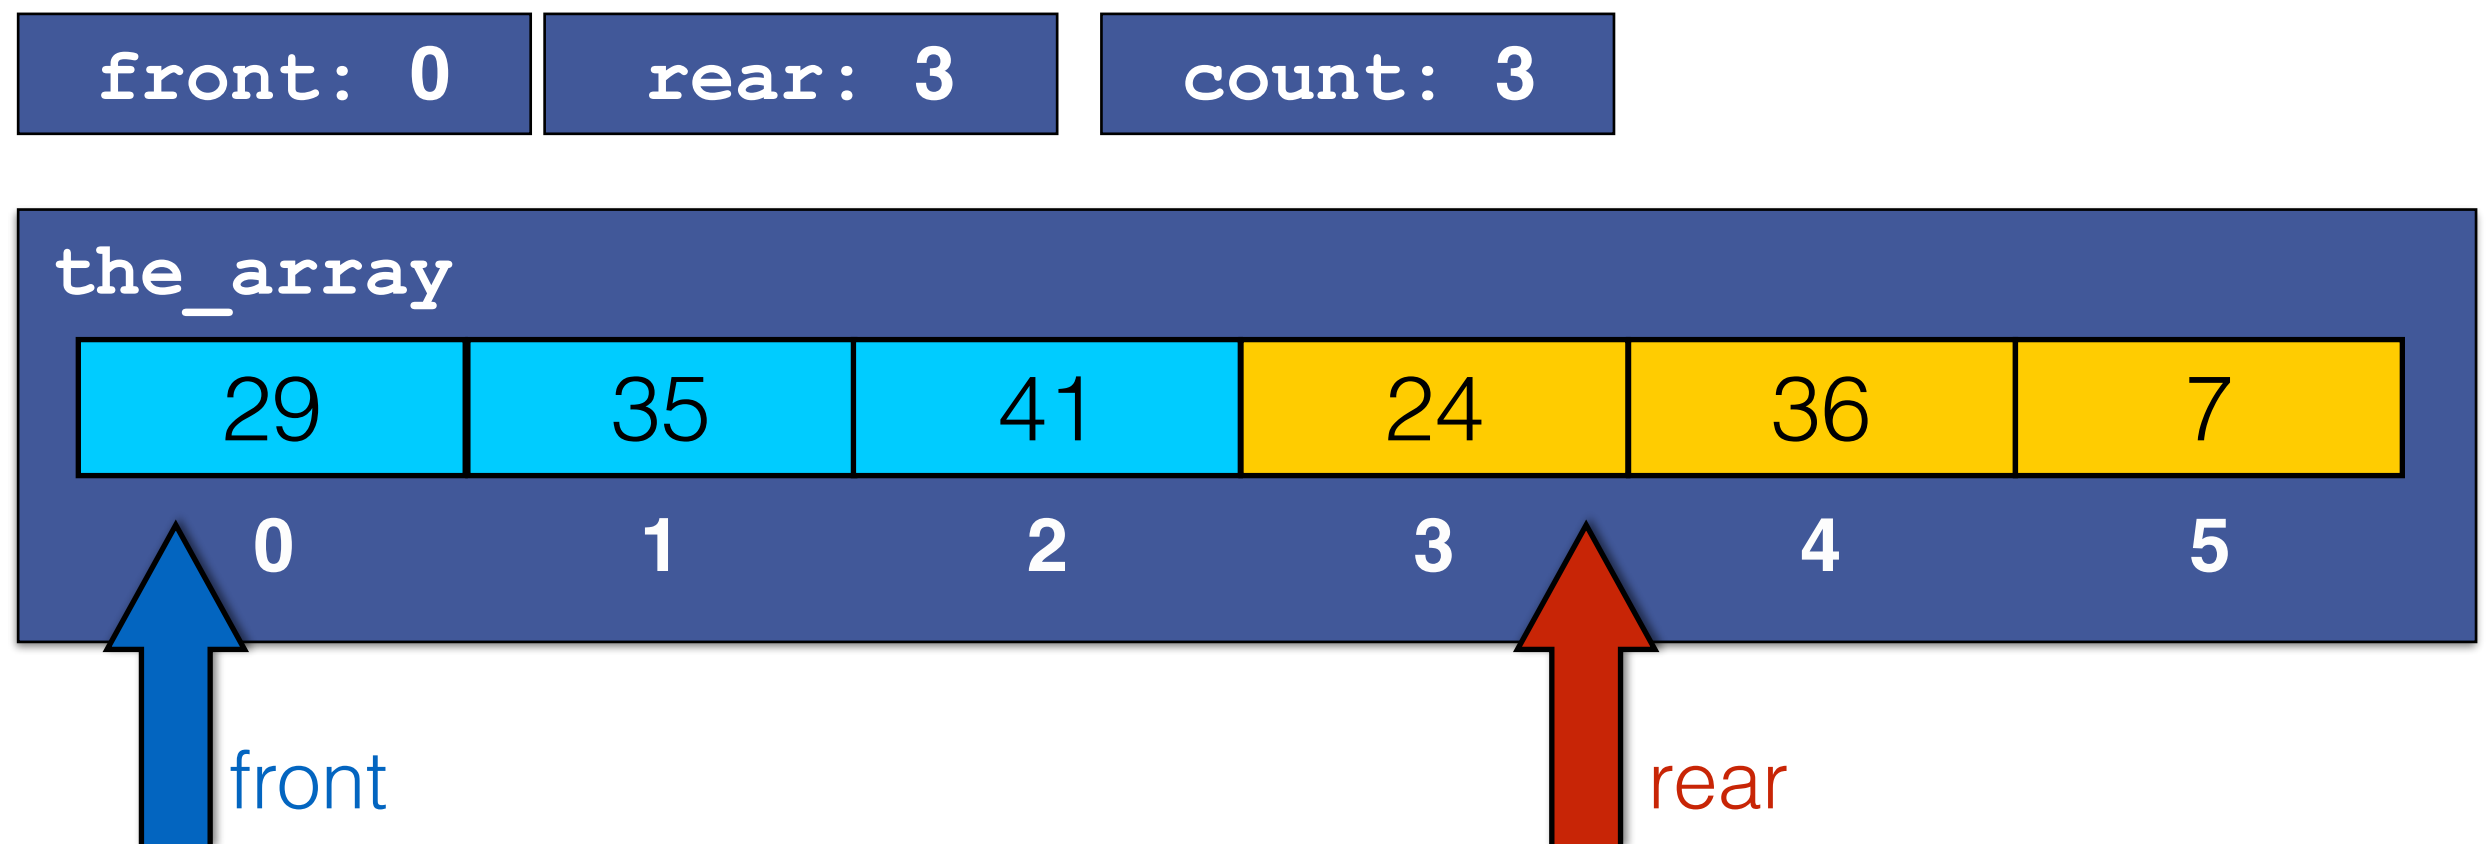 front: 0 rear: 3 count: 3
the_array
29 35 41 24 36 7
0 1 2 3 4 5
front rear